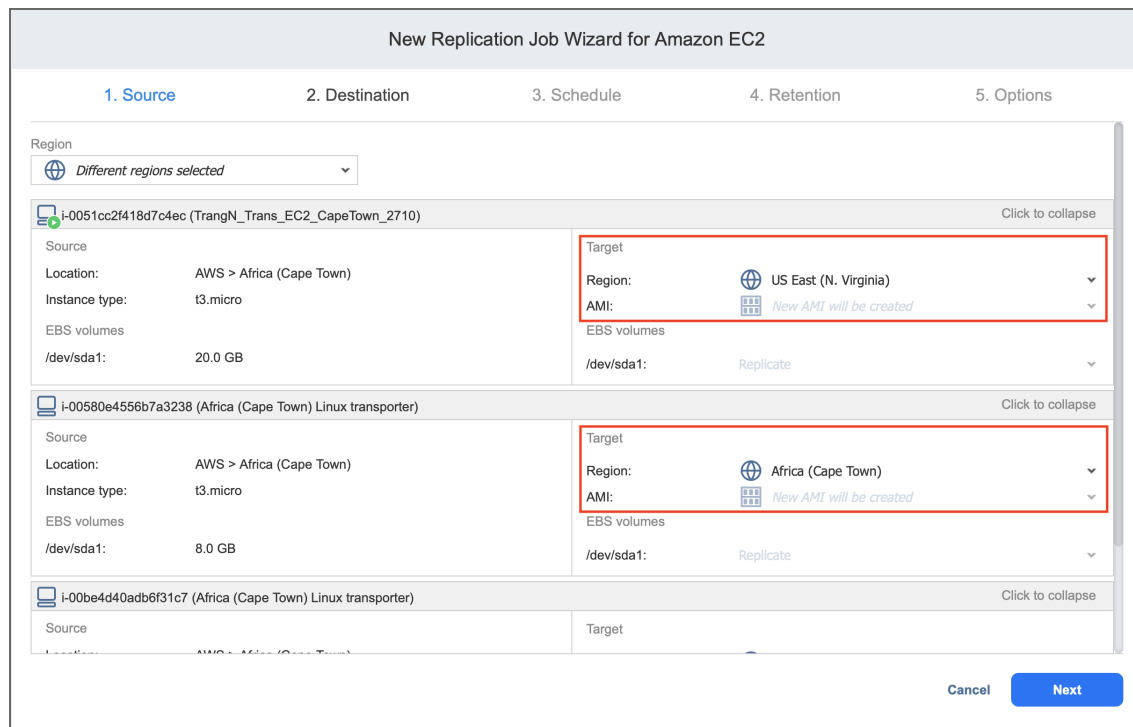 New Replication Job Wizard for Amazon EC2
1. Source 2. Destination 3. Schedule 4. Retention 5. Options
Region
Different regions selected
i-0051cc2f418d7c4ec (TrangN_Trans_EC2_CapeTown_2710) Click to collapse
Source
Location: AWS > Africa (Cape Town)
Instance type: t3.micro
EBS volumes
/dev/sda1: 20.0 GB
Target
Region: US East (N. Virginia)
AMI: New AMI will be created
EBS volumes
/dev/sda1: Replicate
i-00580e4556b7a3238 (Africa (Cape Town) Linux transporter) Click to collapse
Source
Location: AWS > Africa (Cape Town)
Instance type: t3.micro
EBS volumes
/dev/sda1: 8.0 GB
Target
Region: Africa (Cape Town)
AMI: New AMI will be created
EBS volumes
/dev/sda1: Replicate
i-00be4d40adb6f31c7 (Africa (Cape Town) Linux transporter) Click to collapse
Source
Target
Cancel Next